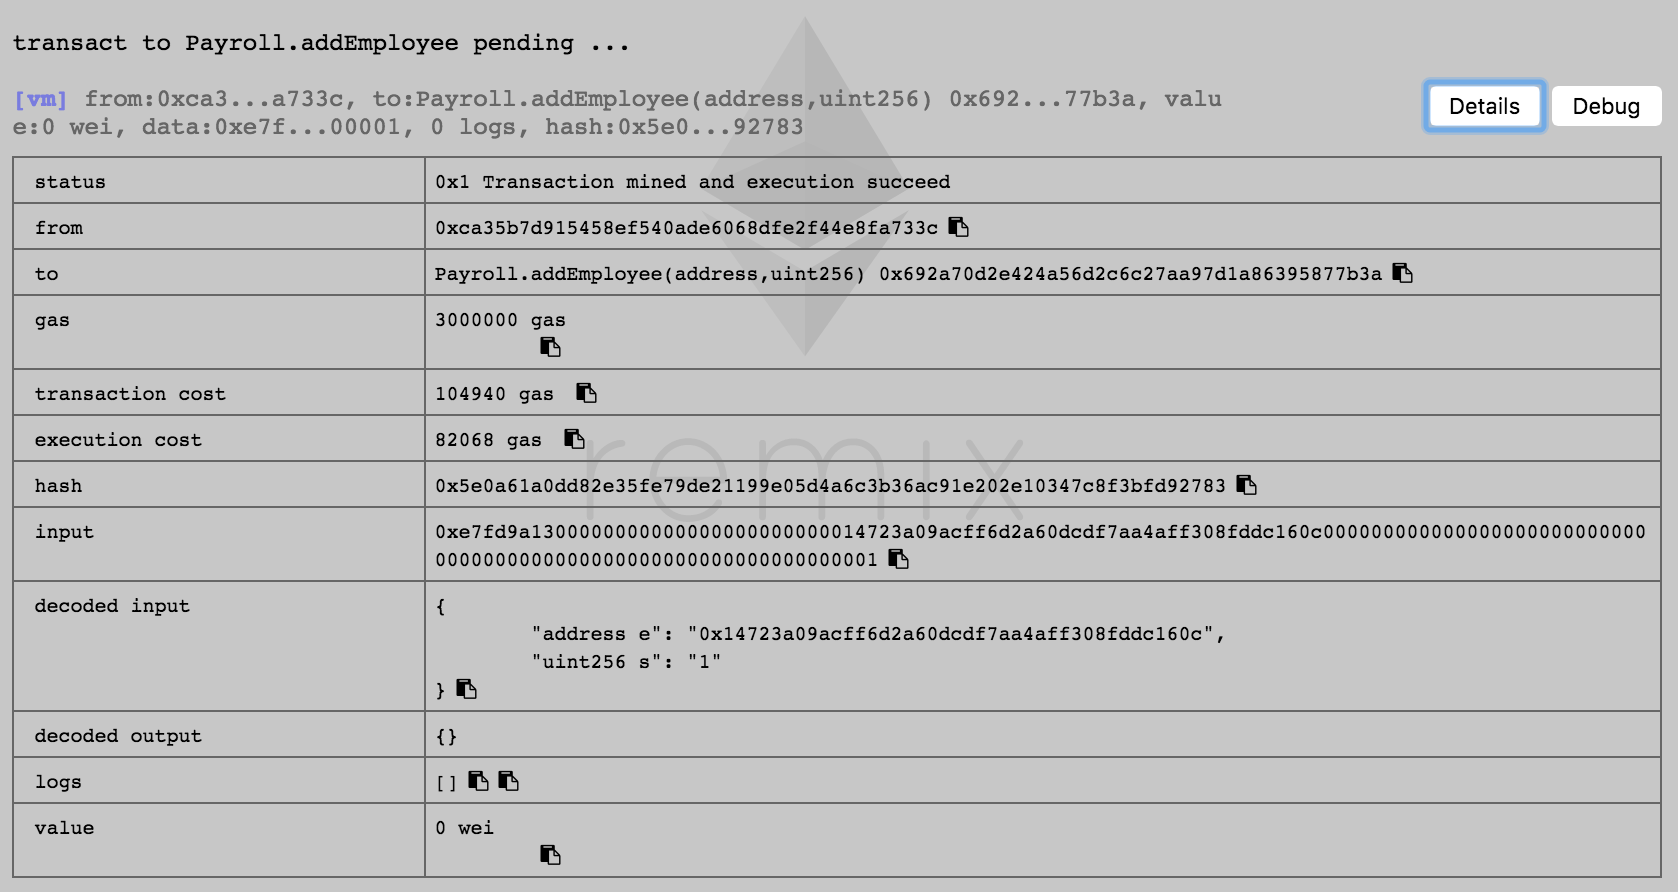 transact to Payroll.addEmployee pending ...
[vm] from:0xca3...a733c, to:Payroll.addEmployee(address,uint256) 0x692...77b3a, valu
e:0 wei, data:0xe7f...00001, 0 logs, hash:0x5e0...92783
Details Debug
status 0x1 Transaction mined and execution succeed
from 0xca35b7d915458ef540ade6068dfe2f44e8fa733c
to Payroll.addEmployee(address,uint256) 0x692a70d2e424a56d2c6c27aa97d1a86395877b3a
gas 3000000 gas
transaction cost 104940 gas
execution cost 82068 gas
remix
hash 0x5e0a61a0dd82e35fe79de21199e05d4a6c3b36ac91e202e10347c8f3bfd92783
input 0xe7fd9a1300000000000000000000000014723a09acff6d2a60dcdf7aa4aff308fddc160c000000000000000000000000000
0000000000000000000000000000000000001
decoded input {
"address e": "0x14723a09acff6d2a60dcdf7aa4aff308fddc160c",
"uint256 s": "1"
}
decoded output {}
logs []
value 0 wei